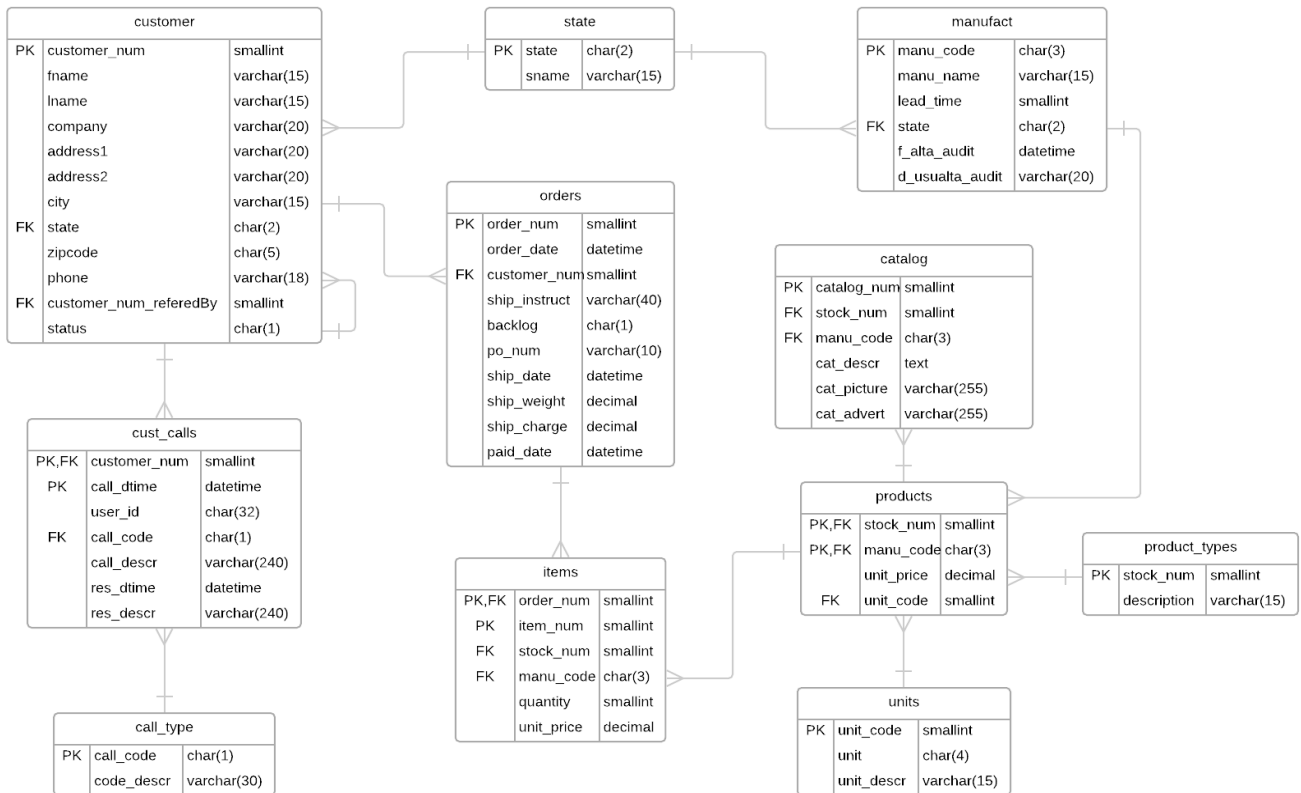 customer
PK customer_num smallint
fname varchar(15)
lname varchar(15)
company varchar(20)
address1 varchar(20)
address2 varchar(20)
city varchar(15)
FK state char(2)
zipcode char(5)
phone varchar(18)
FK customer_num_referedBy smallint
status char(1)
state
PK state char(2)
sname varchar(15)
manufact
PK manu_code char(3)
manu_name varchar(15)
lead_time smallint
FK state char(2)
f_alta_audit datetime
d_usualta_audit varchar(20)
orders
PK order_num smallint
order_date datetime
FK customer_num smallint
ship_instruct varchar(40)
backlog char(1)
po_num varchar(10)
ship_date datetime
ship_weight decimal
ship_charge decimal
paid_date datetime
catalog
PK catalog_num smallint
FK stock_num smallint
FK manu_code char(3)
cat_descr text
cat_picture varchar(255)
cat_advert varchar(255)
cust_calls
PK,FK customer_num smallint
PK call_dtime datetime
user_id char(32)
FK call_code char(1)
call_descr varchar(240)
res_dtime datetime
res_descr varchar(240)
products
PK,FK stock_num smallint
PK,FK manu_code char(3)
unit_price decimal
FK unit_code smallint
product_types
PK stock_num smallint
description varchar(15)
items
PK,FK order_num smallint
PK item_num smallint
FK stock_num smallint
FK manu_code char(3)
quantity smallint
unit_price decimal
call_type
PK call_code char(1)
code_descr varchar(30)
units
PK unit_code smallint
unit char(4)
unit_descr varchar(15)